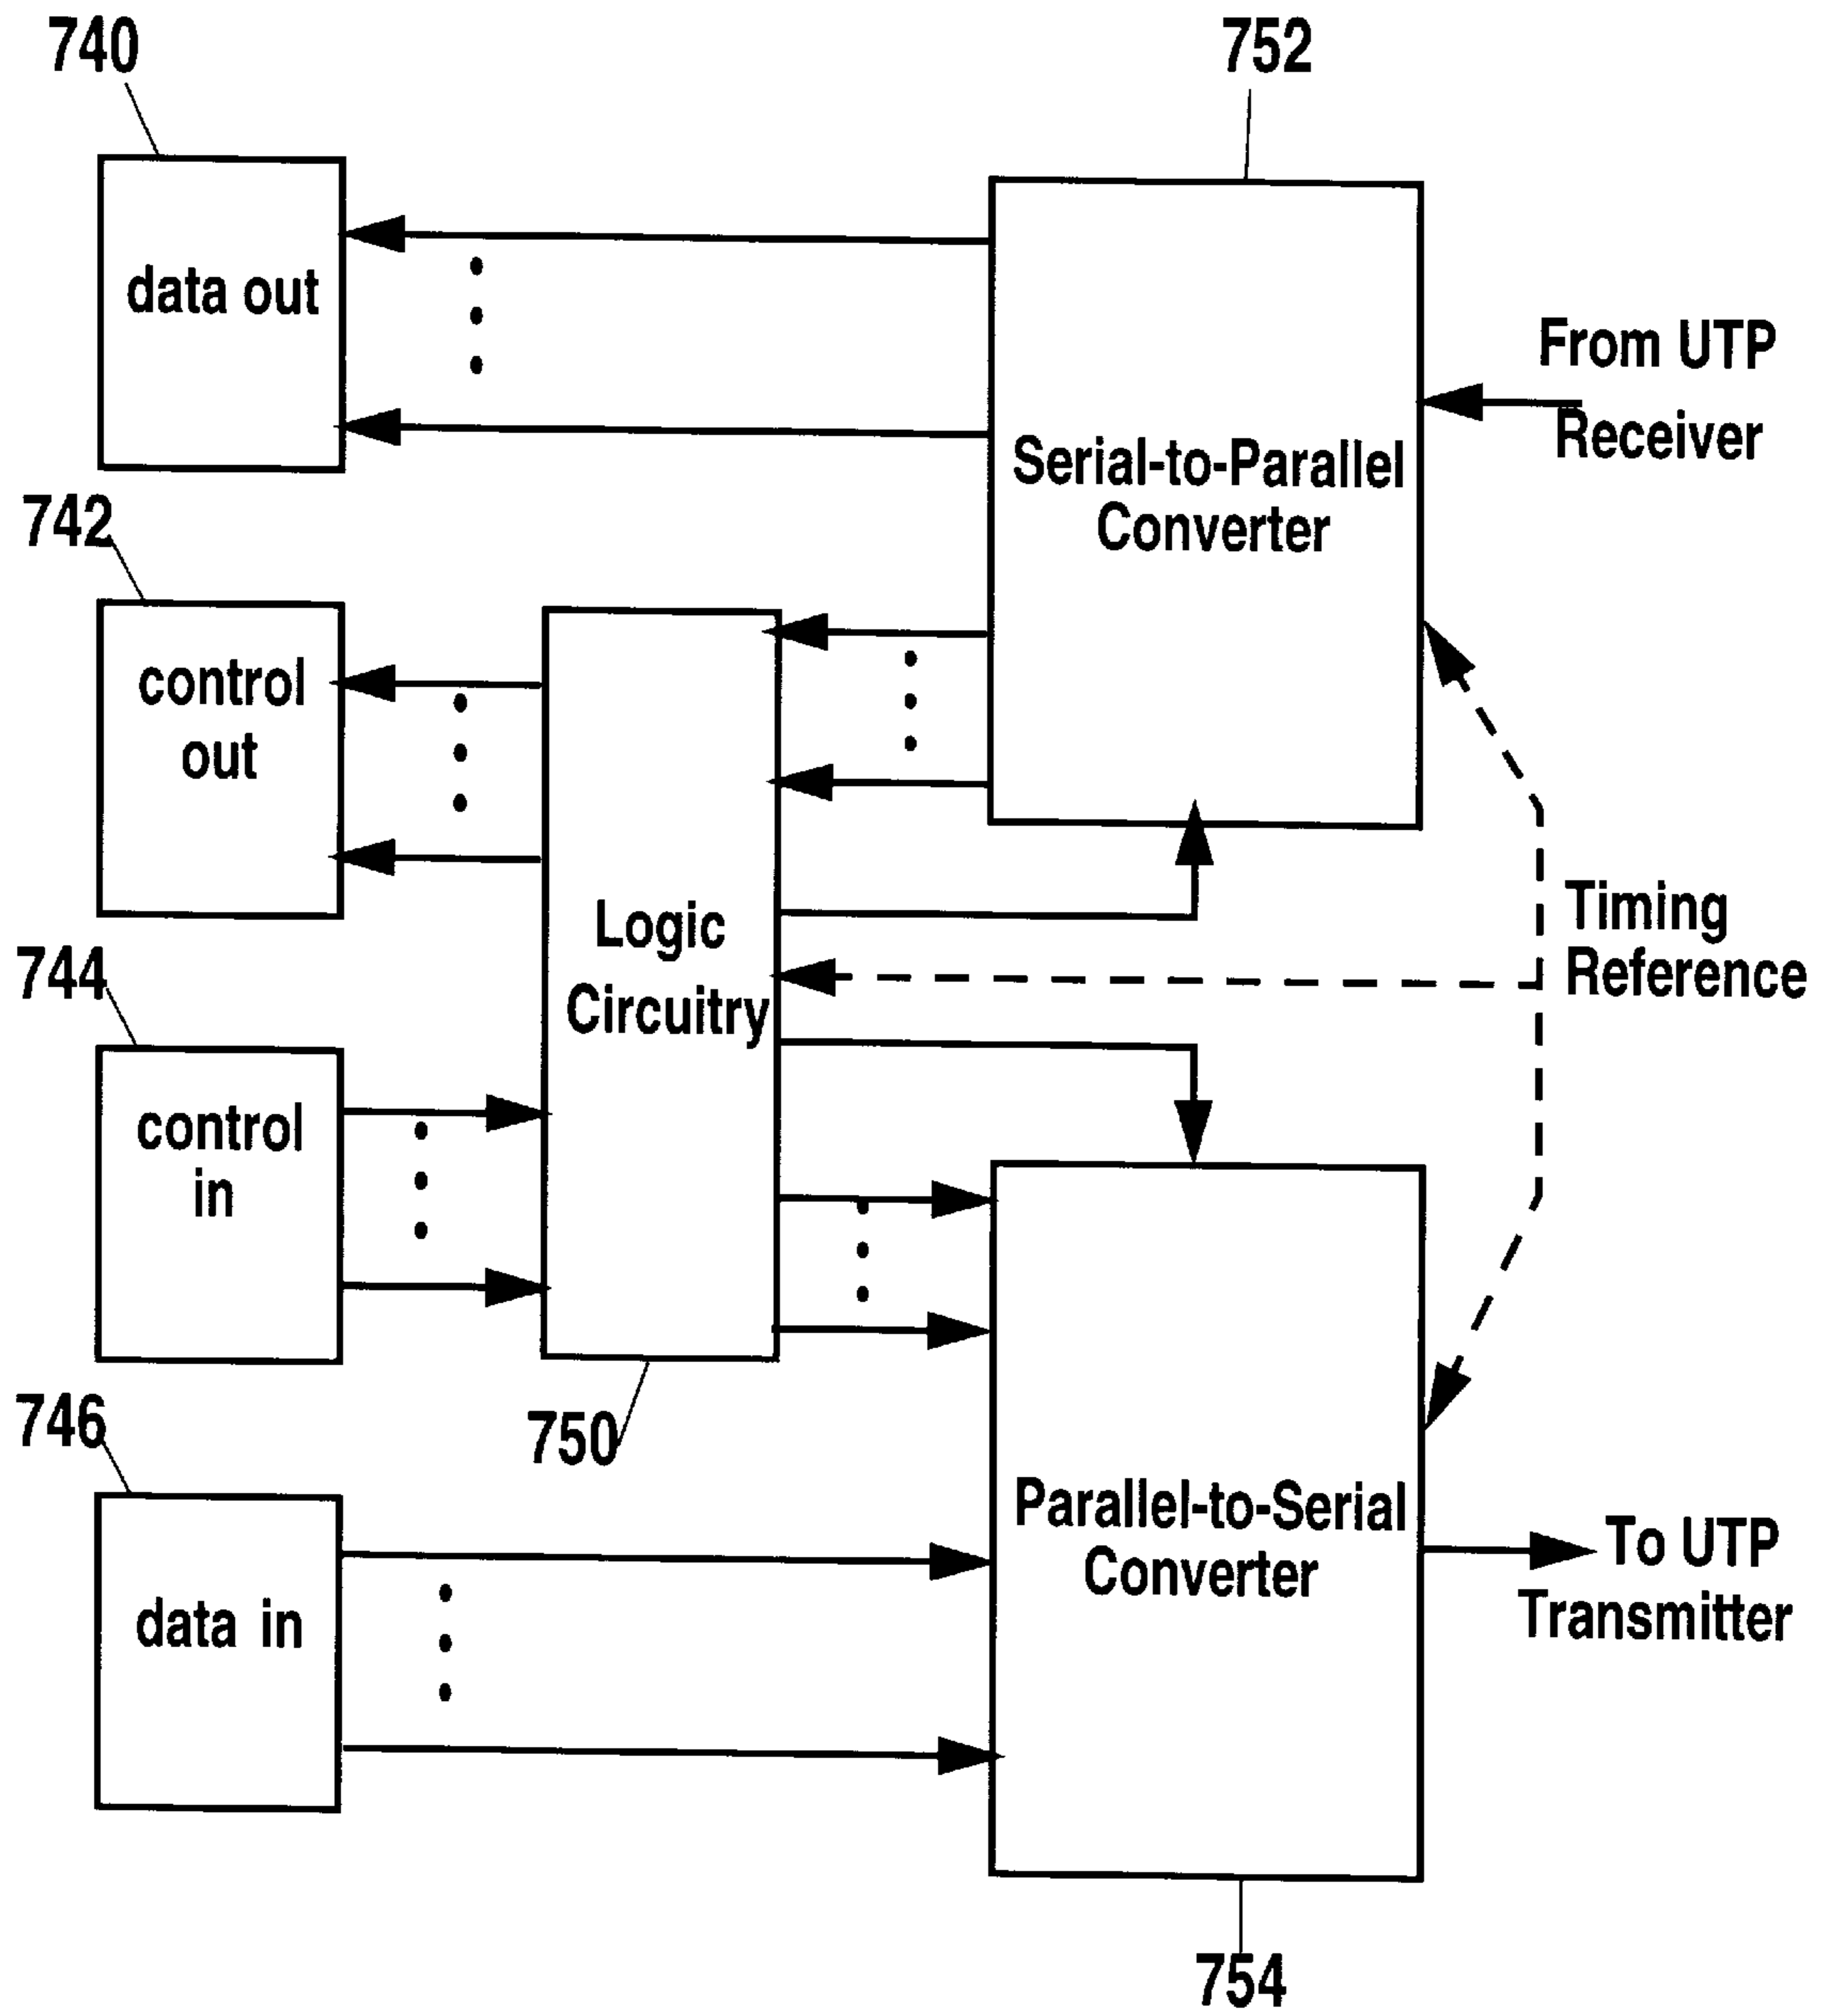 740
752
data out
From UTP
Receiver
Serial-to-Parallel
Converter
742
control
out
Logic
Circuitry
Timing
Reference
744
control
in
746
750
data in
Parallel-to-Serial
Converter
To UTP
Transmitter
754